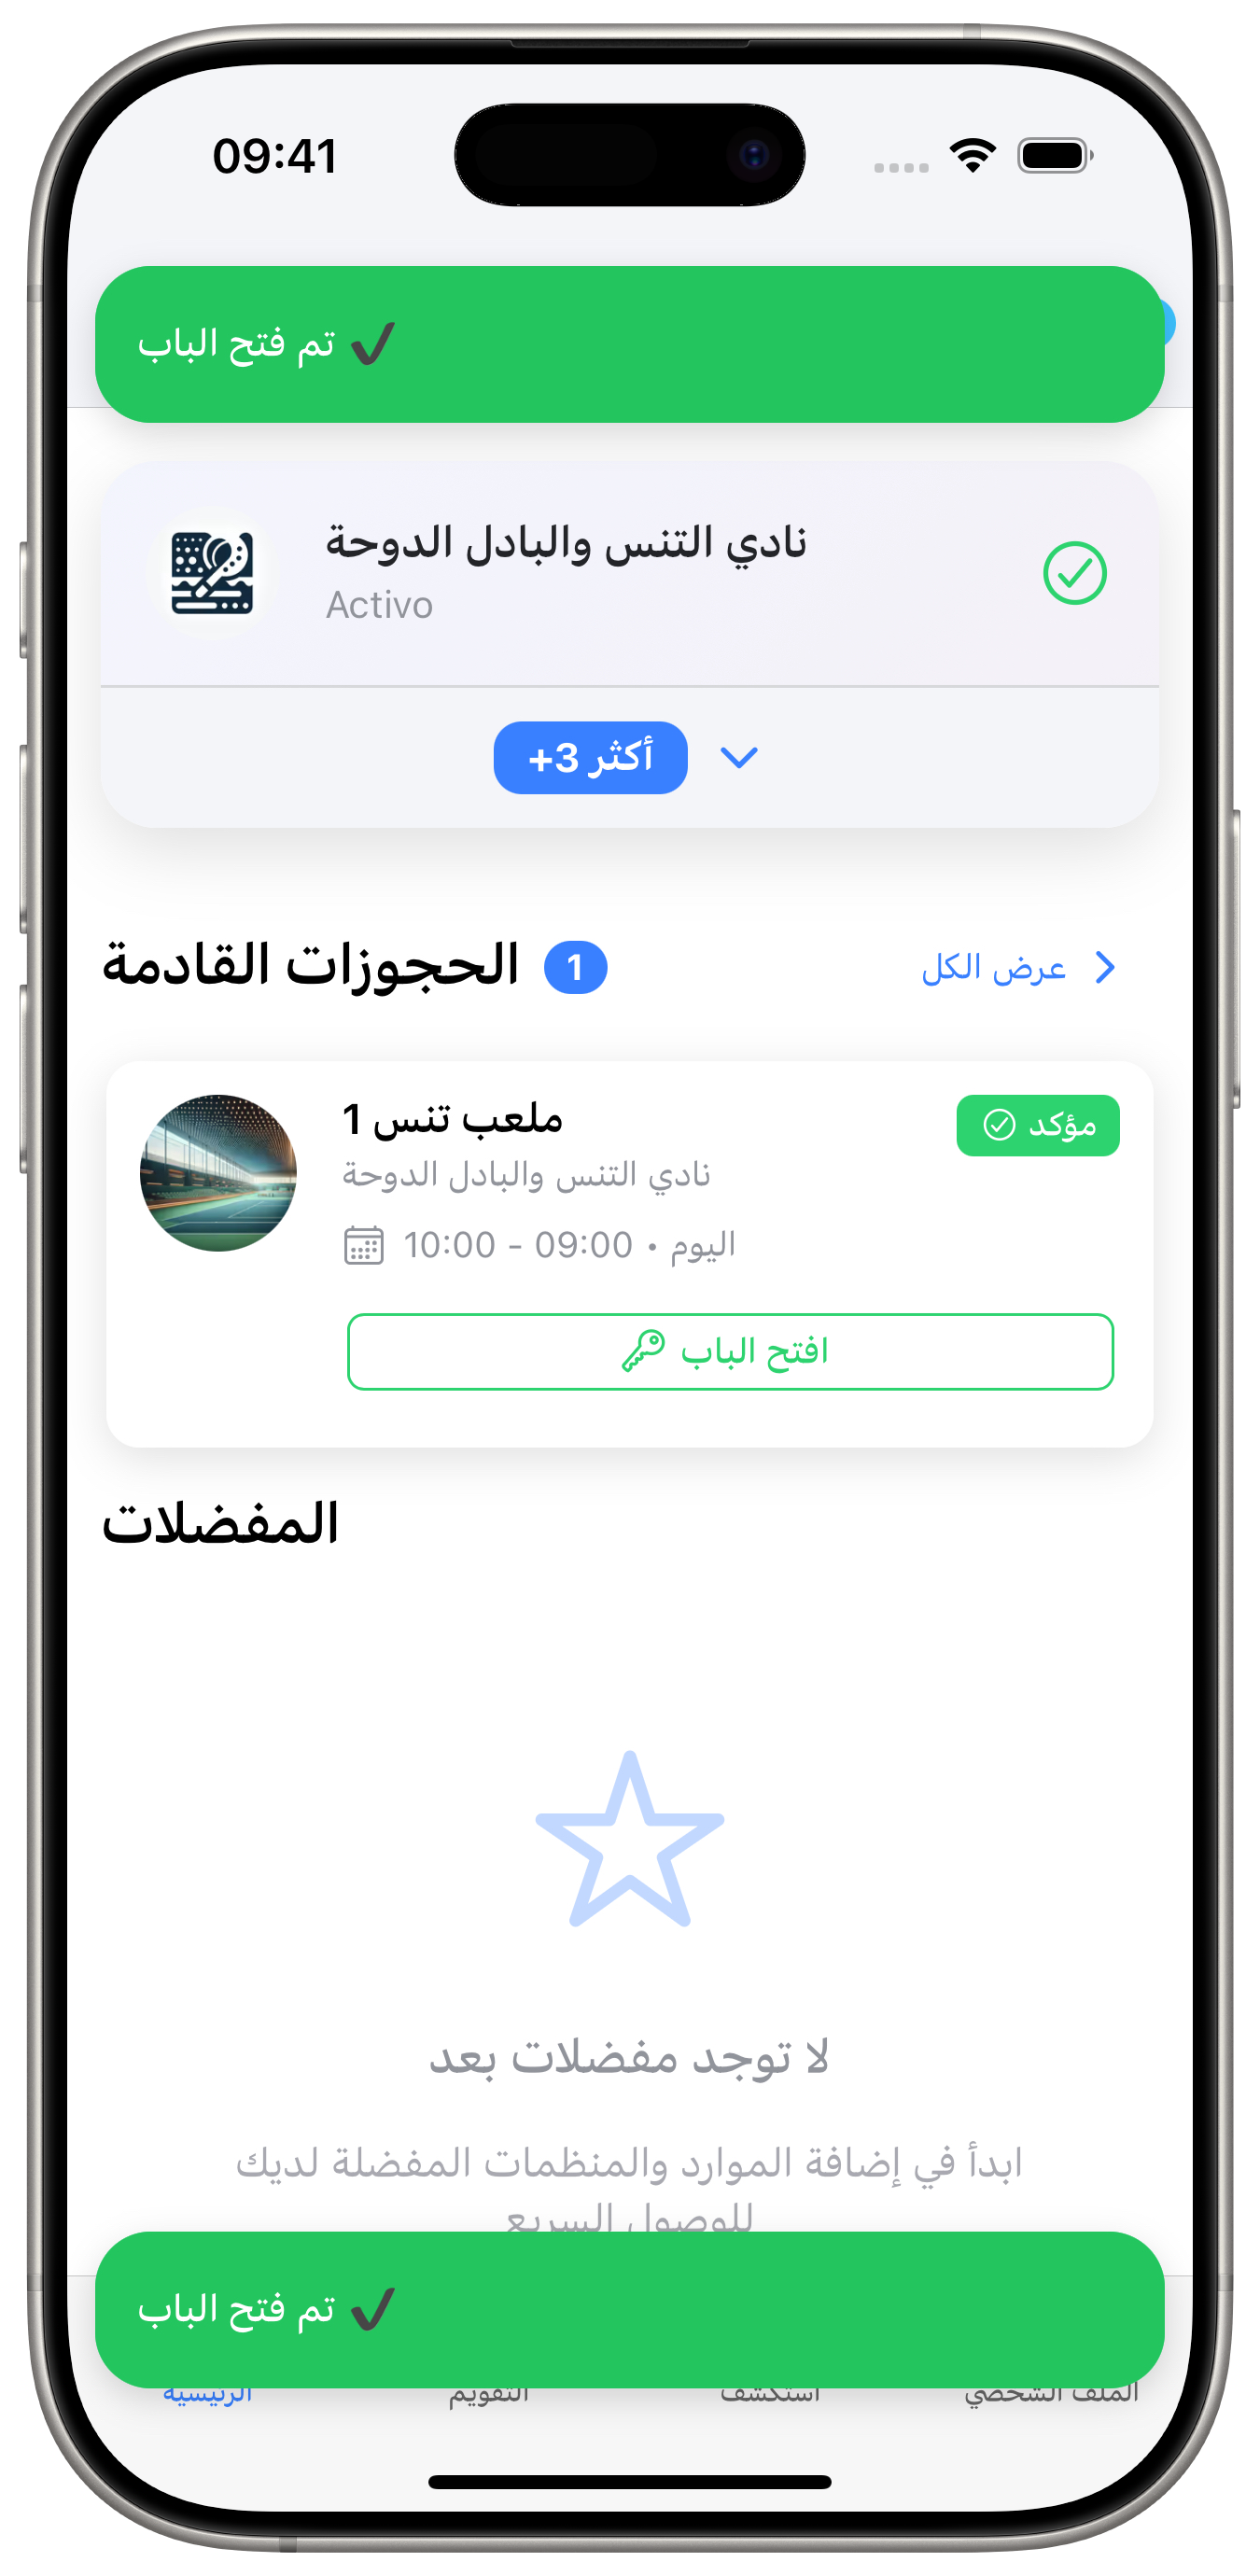 09:41
تم فتح الباب ✔
نادي التنس والبادل الدوحة
Activo
+3 أكثر
الحجوزات القادمة 1
عرض الكل
ملعب تنس 1
مؤكد
نادي التنس والبادل الدوحة
10:00 - 09:00 • اليوم
افتح الباب
المفضلات
لا توجد مفضلات بعد
ابدأ في إضافة الموارد والمنظمات المفضلة لديك
للوصول السريع
تم فتح الباب ✔
الرئيسية
التقويم
استكشف
الملف الشخصي